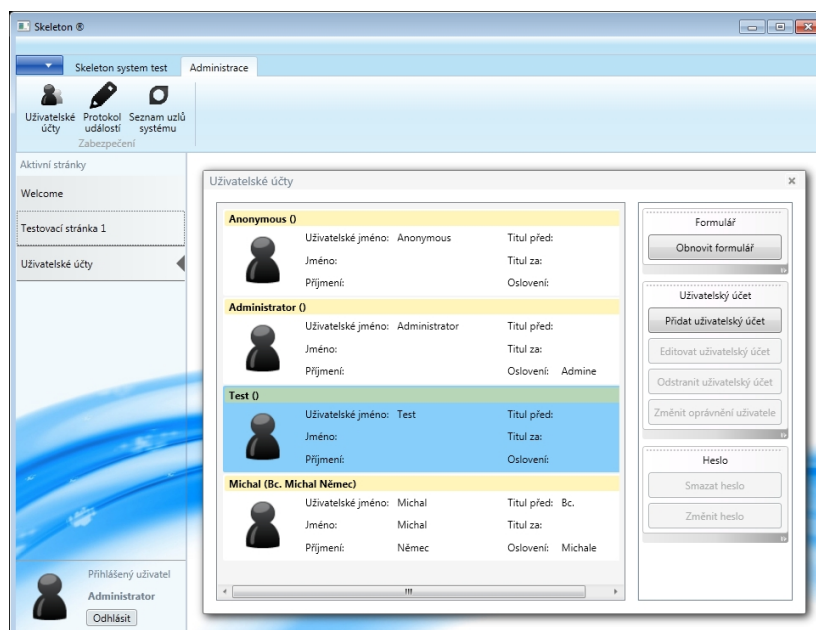 Skeleton ®
Skeleton system test Administrace
Uživatelské účty Protokol událostí Seznam uzlů systému
Zabezpečení
Aktivní stránky
Welcome
Testovací stránka 1
Uživatelské účty
Uživatelské účty
Anonymous ()
Uživatelské jméno: Anonymous Titul před:
Jméno: Titul za:
Příjmení: Oslovení:
Administrator ()
Uživatelské jméno: Administrator Titul před:
Jméno: Titul za:
Příjmení: Oslovení: Admine
Test ()
Uživatelské jméno: Test Titul před:
Jméno: Titul za:
Příjmení: Oslovení:
Michal (Bc. Michal Němec)
Uživatelské jméno: Michal Titul před: Bc.
Jméno: Michal Titul za:
Příjmení: Němec Oslovení: Michale
Formulář
Obnovit formulář
Uživatelský účet
Přidat uživatelský účet
Editovat uživatelský účet
Odstranit uživatelský účet
Změnit oprávnění uživatele
Heslo
Smazat heslo
Změnit heslo
Přihlášený uživatel
Administrator
Odhlásit